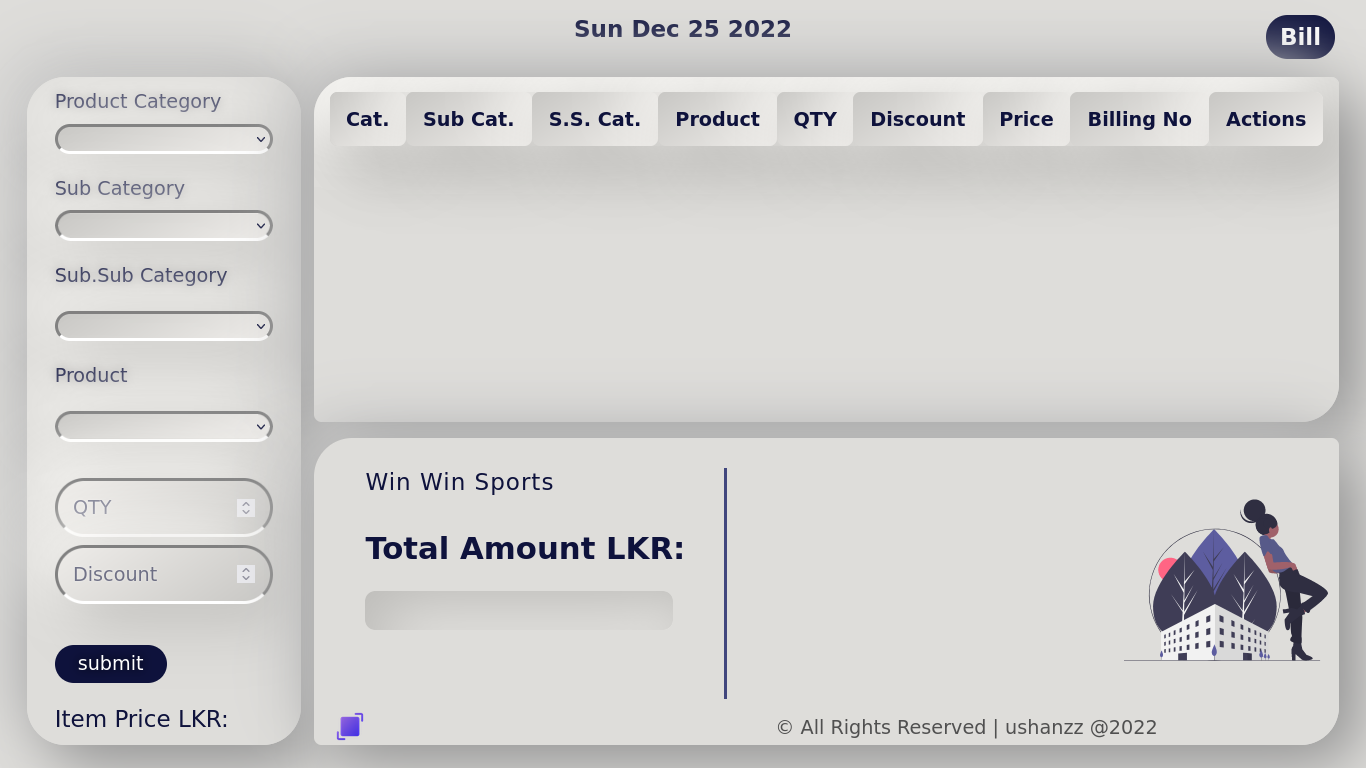 Sun Dec 25 2022
Bill
Product Category
Sub Category
Sub.Sub Category
Product
QTY
Discount
submit
Item Price LKR:
Cat. Sub Cat. S.S. Cat. Product QTY Discount Price Billing No Actions
Win Win Sports
Total Amount LKR:
© All Rights Reserved | ushanzz @2022